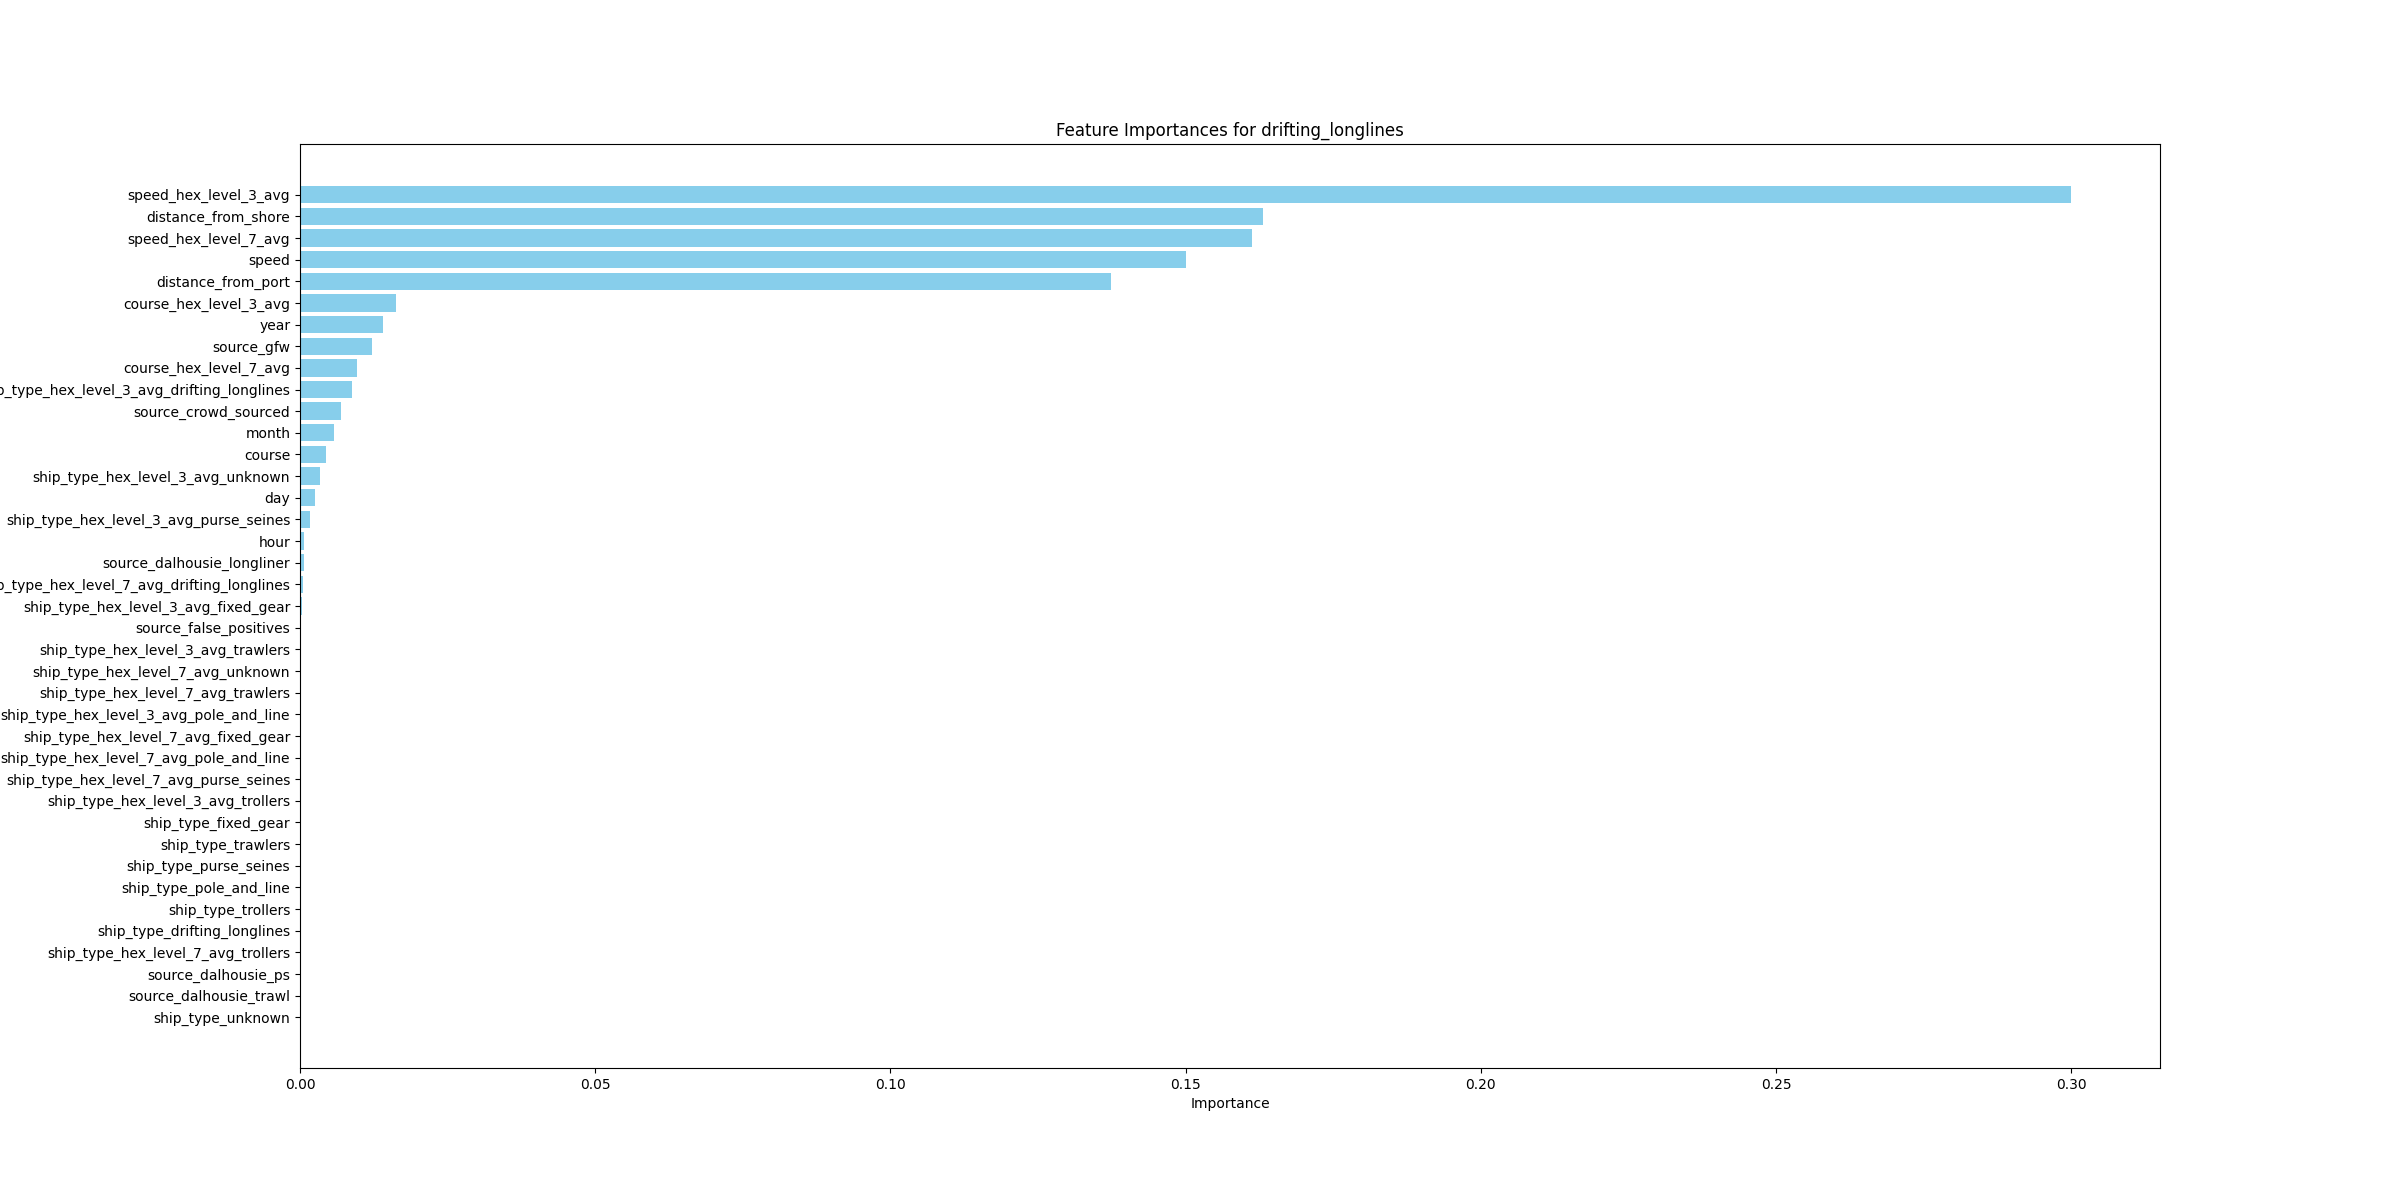 Feature Importances for drifting_longlines
speed_hex_level_3_avg
distance_from_shore
speed_hex_level_7_avg
speed
distance_from_port
course_hex_level_3_avg
year
source_gfw
course_hex_level_7_avg
p_type_hex_level_3_avg_drifting_longlines
source_crowd_sourced
month
course
ship_type_hex_level_3_avg_unknown
day
ship_type_hex_level_3_avg_purse_seines
hour
source_dalhousie_longliner
p_type_hex_level_7_avg_drifting_longlines
ship_type_hex_level_3_avg_fixed_gear
source_false_positives
ship_type_hex_level_3_avg_trawlers
ship_type_hex_level_7_avg_unknown
ship_type_hex_level_7_avg_trawlers
ship_type_hex_level_3_avg_pole_and_line
ship_type_hex_level_7_avg_fixed_gear
ship_type_hex_level_7_avg_pole_and_line
ship_type_hex_level_7_avg_purse_seines
ship_type_hex_level_3_avg_trollers
ship_type_fixed_gear
ship_type_trawlers
ship_type_purse_seines
ship_type_pole_and_line
ship_type_trollers
ship_type_drifting_longlines
ship_type_hex_level_7_avg_trollers
source_dalhousie_ps
source_dalhousie_trawl
ship_type_unknown
0.00 0.05 0.10 0.15 0.20 0.25 0.30
Importance